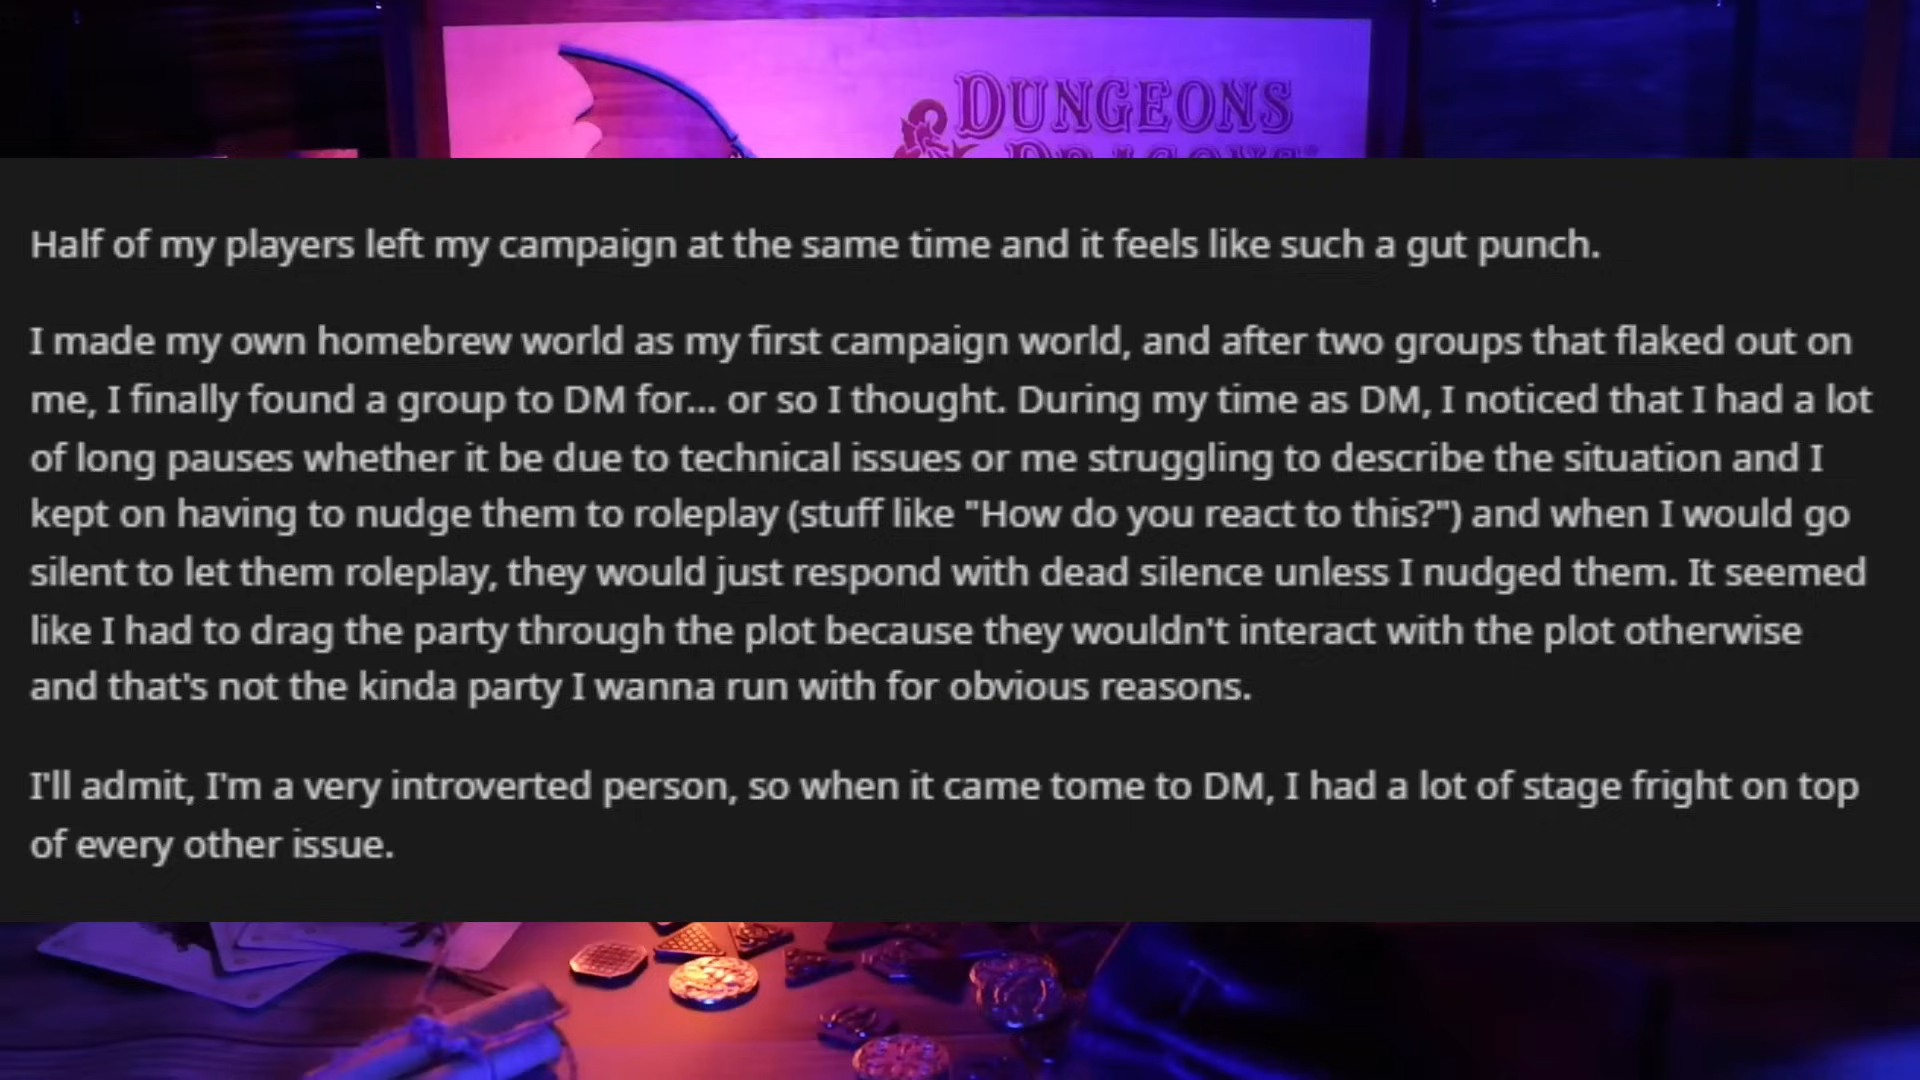 DUNGEONS
DRAGONS
Half of my players left my campaign at the same time and it feels like such a gut punch.
I made my own homebrew world as my first campaign world, and after two groups that flaked out on
me, I finally found a group to DM for... or so I thought. During my time as DM, I noticed that I had a lot
of long pauses whether it be due to technical issues or me struggling to describe the situation and I
kept on having to nudge them to roleplay (stuff like "How do you react to this?") and when I would go
silent to let them roleplay, they would just respond with dead silence unless I nudged them. It seemed
like I had to drag the party through the plot because they wouldn't interact with the plot otherwise
and that's not the kinda party I wanna run with for obvious reasons.
I'll admit, I'm a very introverted person, so when it came tome to DM, I had a lot of stage fright on top
of every other issue.